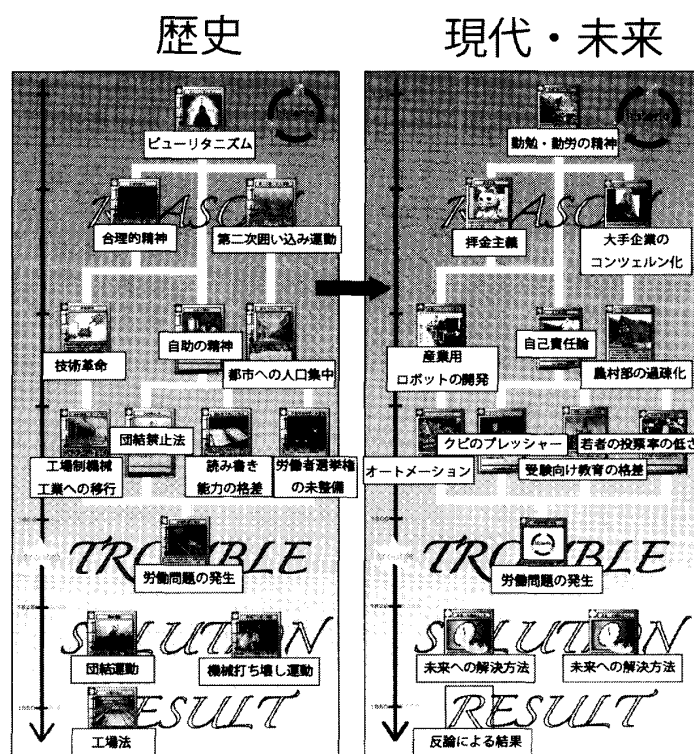 歴史
現代・未来
ピューリタニズム
勤勉・勤労の精神
REASON
合理的精神
第二次囲い込み運動
拝金主義
大手企業の
コンツェルン化
技術革命
自助の精神
都市への人口集中
産業用
ロボットの開発
自己責任論
農村部の過疎化
工場制機械
工業への移行
団結禁止法
読み書き
能力の格差
労働者選挙権
の未整備
オートメーション
クビのプレッシャー
受験向け教育の格差
若者の投票率の低さ
TROUBLE
労働問題の発生
TROUBLE
労働問題の発生
SOLUTION
団結運動
機械打ち壊し運動
SOLUTION
未来への解決方法
未来への解決方法
RESULT
工場法
RESULT
反論による結果